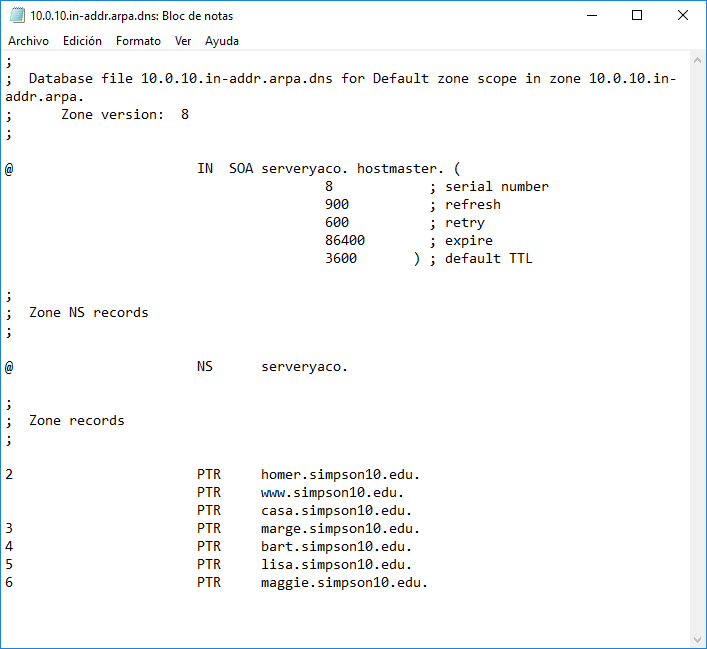 10.0.10.in-addr.arpa.dns: Bloc de notas
Archivo Edición Formato Ver Ayuda
;
;  Database file 10.0.10.in-addr.arpa.dns for Default zone scope in zone 10.0.10.in-
addr.arpa.
;      Zone version:  8
;
@                       IN  SOA serveryaco. hostmaster. (
                                        8            ; serial number
                                        900          ; refresh
                                        600          ; retry
                                        86400        ; expire
                                        3600       ) ; default TTL
;
;  Zone NS records
;
@                       NS      serveryaco.
;
;  Zone records
;
2                       PTR     homer.simpson10.edu.
                        PTR     www.simpson10.edu.
                        PTR     casa.simpson10.edu.
3                       PTR     marge.simpson10.edu.
4                       PTR     bart.simpson10.edu.
5                       PTR     lisa.simpson10.edu.
6                       PTR     maggie.simpson10.edu.